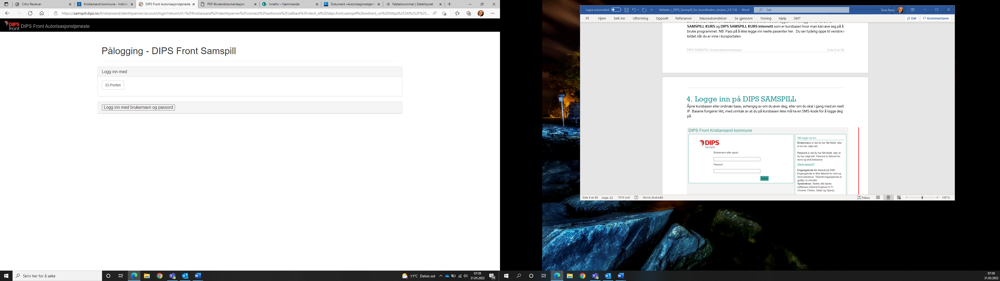 Citrix Receiver
Kristiansand kommune - Individ
DIPS Front Autorisasjonstjeneste
PDF-Brukerdokumentasjon
Innafor – Hjemmeside
Dokument «Autorisasjonsskjema
Fødselsnummer | Datatilsynet
https://samspill.dips.no/Kristiansand/identityserver/account/login?returnUrl=%2FKristiansand%2Fidentityserver%2Fconnect%2Fauthorize%2Fcallback%3Fclient_id%3Ddips.front.samspill%26redirect_uri%3Dhttps%253A%252F%25...
DIPS front DIPS Front Autorisasjonstjeneste
Pålogging - DIPS Front Samspill
Logg inn med
ID-Porten
Logg inn med brukernavn og passord
Skriv her for å søke
11°C Delvis sol
07:39
31.05.2022
14
Lagre automatisk
Veileder_i_DIPS_Samspill_for_koordinator_versjon_2.0 (14) - Word
Søk
Tone Ness
Fil Hjem Sett inn Utforming Oppsett Referanser Masseutsendelser Se gjennom Visning Hjelp 360°
Del
Kommentarer
SAMSPILL KURS og DIPS SAMSPILL KURS internett som er kursbasen hvor man kan øve seg på å
bruke programmet. NB: Pass på å ikke legge inn reelle pasienter her. Du ser tydelig oppe til venstre i
bildet når du er inne i kursportalen.
DIPS SAMSPILL brukerdokumentasjon
Side 6 av 66
4. Logge inn på DIPS SAMSPILL
Åpne kursbasen eller ordinær base, avhengig av om du øver deg, eller om du skal i gang med en reell
IP. Basene fungerer likt, med unntak av at du på kursbasen ikke må ha en SMS-kode for å logge deg
på.
DIPS Front Kristiansand kommune
DIPS
Samspill
Brukernavn eller epost
Passord
Neste
Slik logger du inn:
Brukernavn er det du har fått tildelt, eller
et du har valgt selv.
Passord er det du har fått tildelt, eller et
du har valgt selv. Passord er følsomt for
store og små bokstaver
Glemt passord?
Engangskode blir tilsendt på SMS.
Engangskode er ikke følsomt for små og
store bokstaver. Tilsendt engangskode er
gyldig i to minutter.
Systemkrav: Støtter alle kjente
nettlesere (Internet Explorer 9-11,
Chrome, Firefox, Safari og Opera).
Side 6 av 66
Linje: 22
7910 ord
Norsk (bokmål)
Fokus
100 %
07:39
31.05.2022